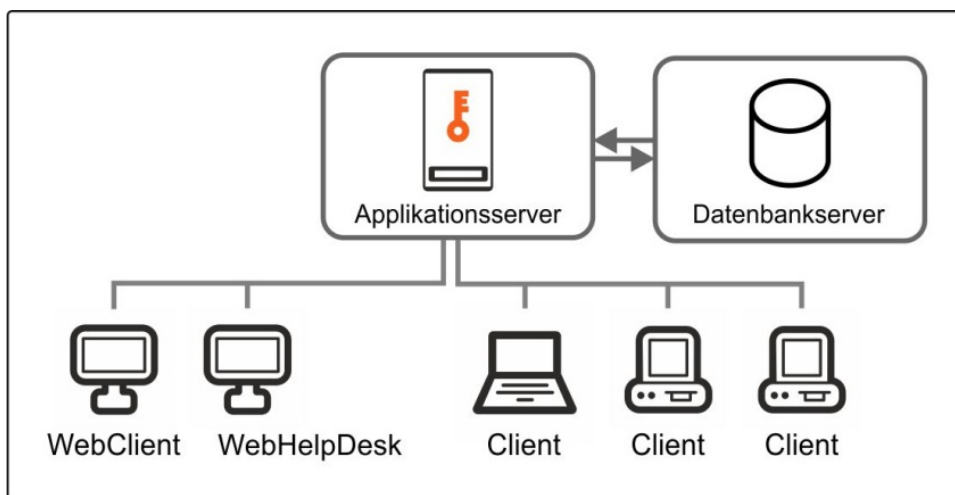 Applikationsserver
Datenbankserver
WebClient
WebHelpDesk
Client
Client
Client